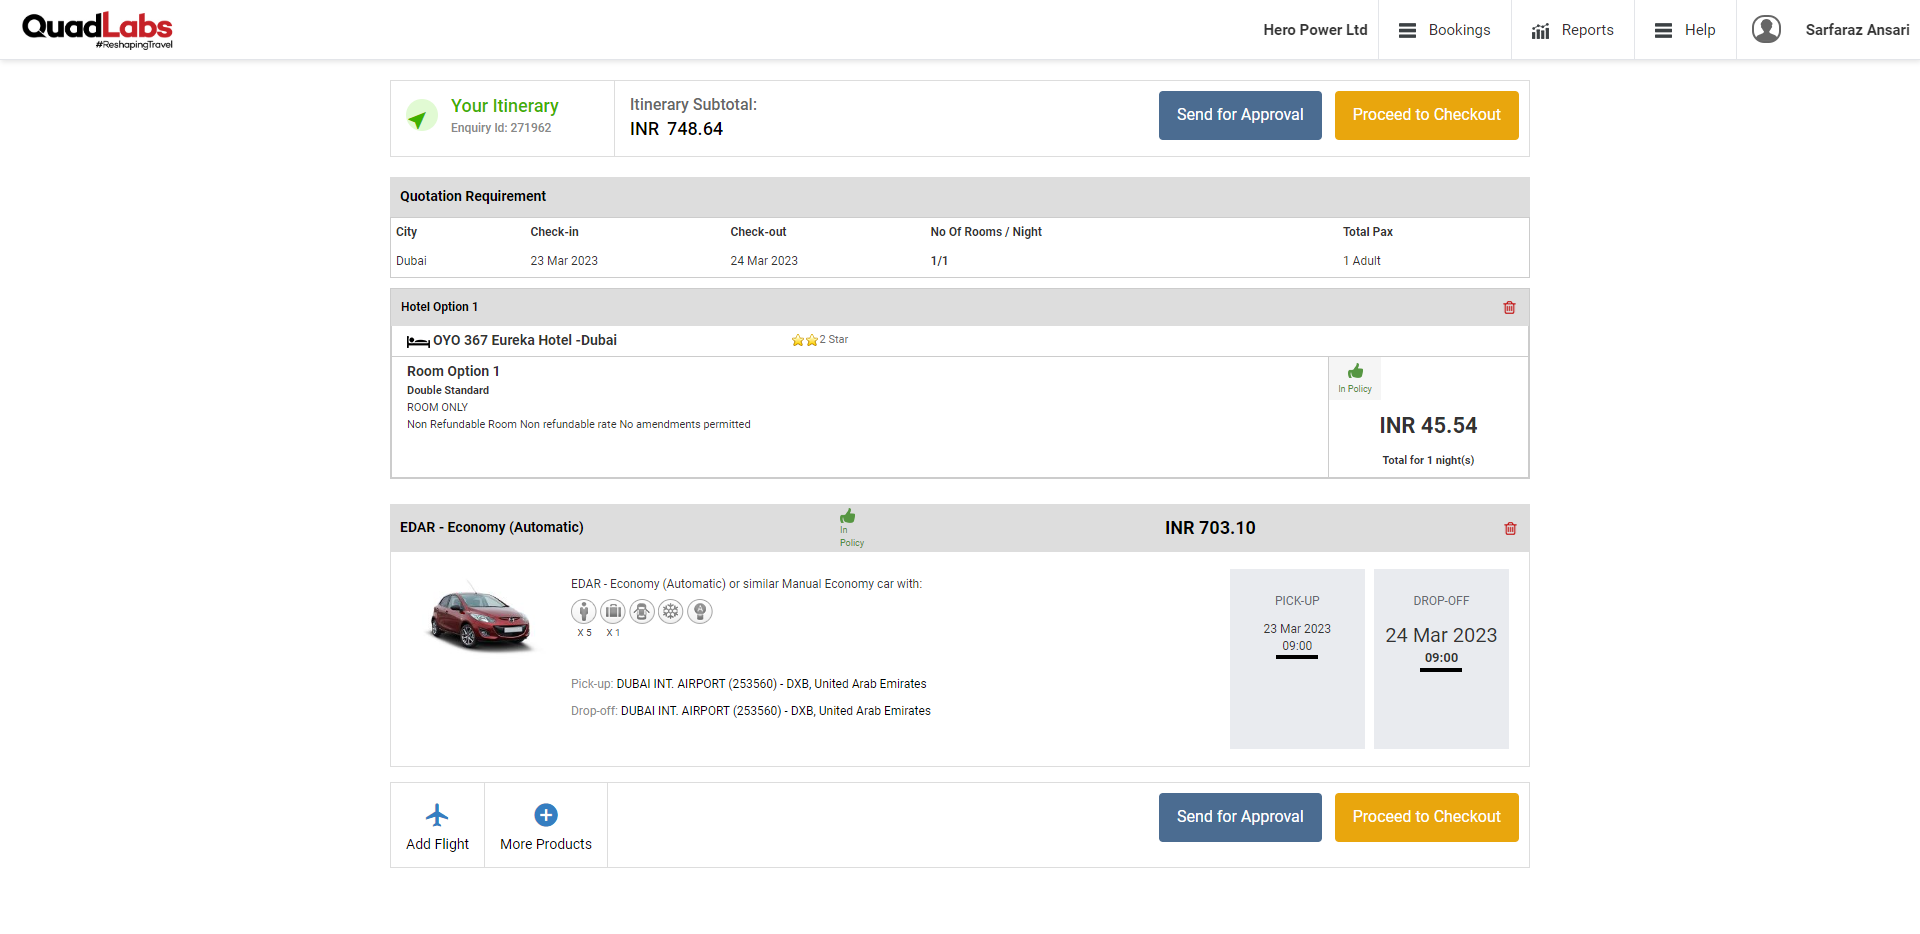 QuadLabs
#ReshapingTravel
Hero Power Ltd
Bookings
Reports
Help
Sarfaraz Ansari
Your Itinerary
Enquiry Id: 271962
Itinerary Subtotal:
INR 748.64
Send for Approval
Proceed to Checkout
Quotation Requirement
City Check-in Check-out No Of Rooms / Night Total Pax
Dubai 23 Mar 2023 24 Mar 2023 1/1 1 Adult
Hotel Option 1
OYO 367 Eureka Hotel -Dubai 2 Star
Room Option 1
Double Standard
ROOM ONLY
Non Refundable Room Non refundable rate No amendments permitted
In Policy
INR 45.54
Total for 1 night(s)
EDAR - Economy (Automatic)
In
Policy
INR 703.10
EDAR - Economy (Automatic) or similar Manual Economy car with:
X 5 X 1
Pick-up: DUBAI INT. AIRPORT (253560) - DXB, United Arab Emirates
Drop-off: DUBAI INT. AIRPORT (253560) - DXB, United Arab Emirates
PICK-UP
23 Mar 2023
09:00
DROP-OFF
24 Mar 2023
09:00
Add Flight
More Products
Send for Approval
Proceed to Checkout